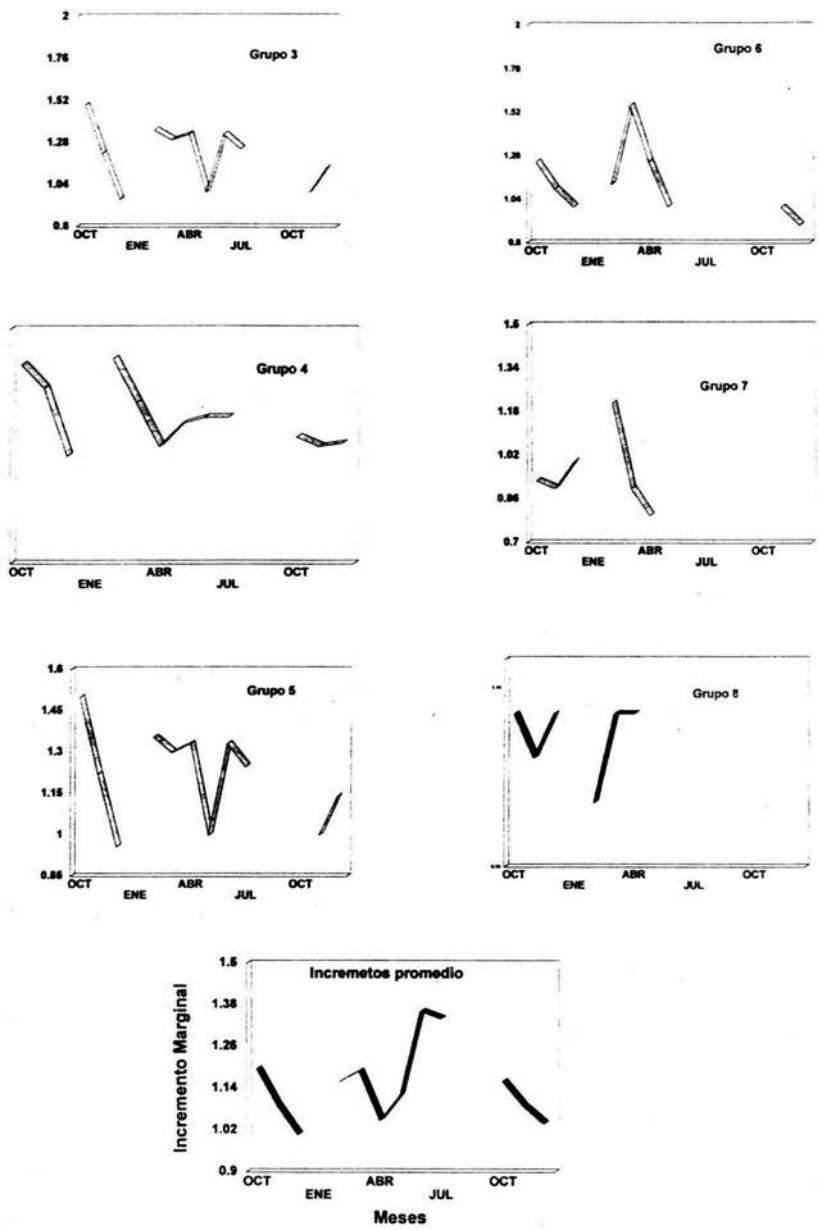 2
1.76
1.52
1.28
1.04
0.8
Grupo 3
OCT
ENE
ABR
JUL
OCT
2
1.76
1.52
1.28
1.04
0.8
Grupo 6
OCT
ENE
ABR
JUL
OCT
Grupo 4
OCT
ENE
ABR
JUL
OCT
1.5
1.34
1.18
1.02
0.86
0.7
Grupo 7
OCT
ENE
ABR
JUL
OCT
1.6
1.45
1.3
1.15
1
0.85
Grupo 5
OCT
ENE
ABR
JUL
OCT
Grupo 8
OCT
ENE
ABR
JUL
OCT
Incremetos promedio
Incremento Marginal
1.5
1.38
1.26
1.14
1.02
0.9
OCT
ENE
ABR
JUL
OCT
Meses